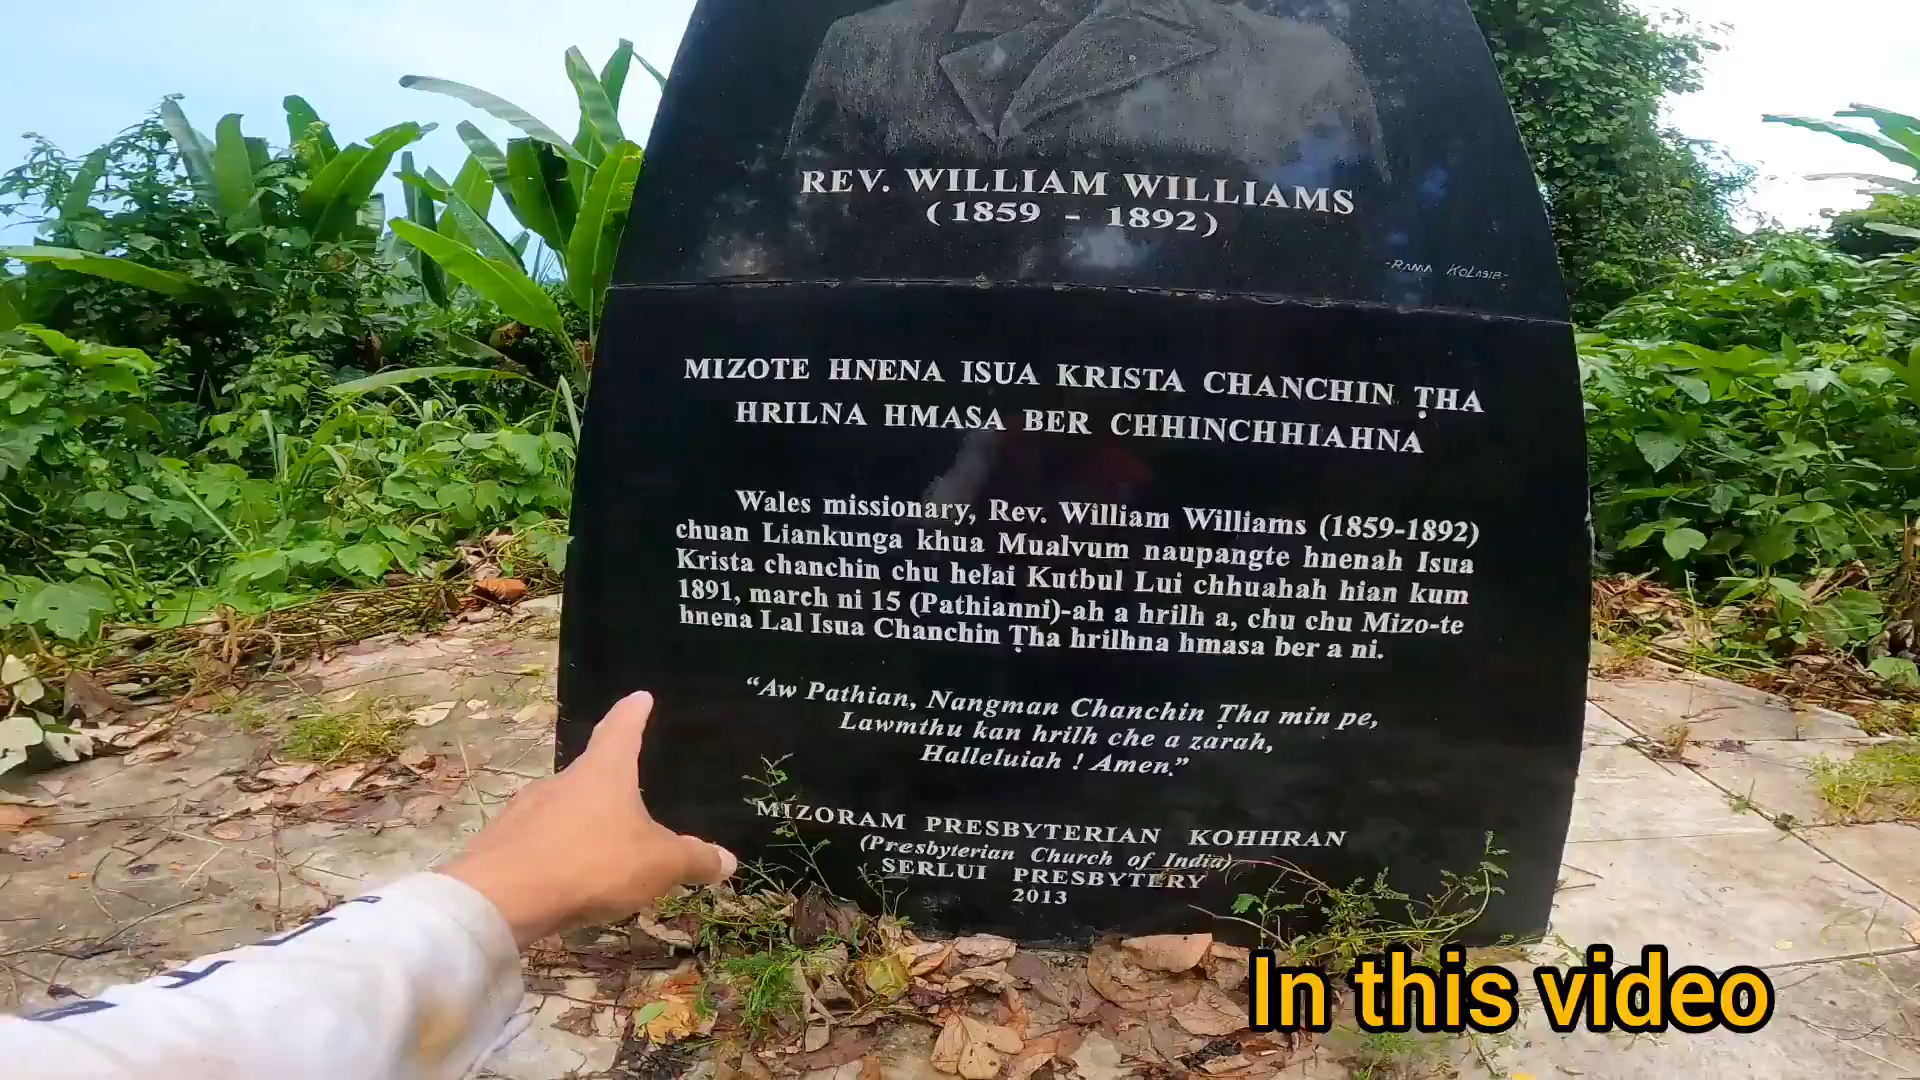 REV. WILLIAM WILLIAMS
( 1859 - 1892 )
-RAMA KOLASIB-
MIZOTE HNENA ISUA KRISTA CHANCHIN ṬHA
HRILNA HMASA BER CHHINCHHIAHNA
Wales missionary, Rev. William Williams (1859-1892)
chuan Liankunga khua Mualvum naupangte hnenah Isua
Krista chanchin chu helai Kutbul Lui chhuahah hian kum
1891, march ni 15 (Pathianni)-ah a hrilh a, chu chu Mizo-te
hnena Lal Isua Chanchin Ṭha hrilhna hmasa ber a ni.
“Aw Pathian, Nangman Chanchin Ṭha min pe,
Lawmthu kan hrilh che a zarah,
Halleluiah ! Amen.”
MIZORAM PRESBYTERIAN KOHHRAN
(Presbyterian Church of India)
SERLUI PRESBYTERY
2013
In this video